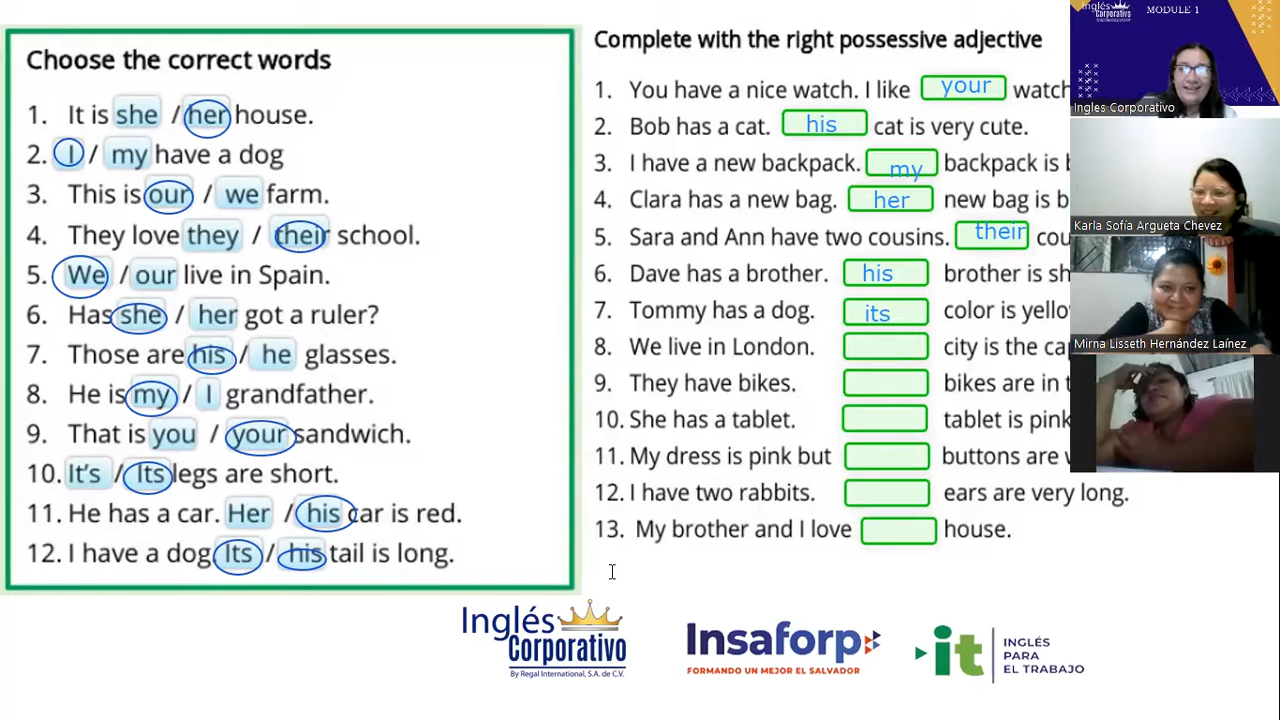 Choose the correct words
1. It is she / her house.
2. I / my have a dog
3. This is our / we farm.
4. They love they / their school.
5. We / our live in Spain.
6. Has she / her got a ruler?
7. Those are his / he glasses.
8. He is my / I grandfather.
9. That is you / your sandwich.
10. It's / Its legs are short.
11. He has a car. Her / his car is red.
12. I have a dog. Its / his tail is long.
Complete with the right possessive adjective
1. You have a nice watch. I like your watch
2. Bob has a cat. his cat is very cute.
3. I have a new backpack. my backpack is
4. Clara has a new bag. her new bag is b
5. Sara and Ann have two cousins. their cou
6. Dave has a brother. his brother is sh
7. Tommy has a dog. its color is yello
8. We live in London. city is the ca
9. They have bikes. bikes are in t
10. She has a tablet. tablet is pink
11. My dress is pink but buttons are
12. I have two rabbits. ears are very long.
13. My brother and I love house.
Inglés
Corporativo
MODULE 1
Ingles Corporativo
Karla Sofía Argueta Chevez
Mirna Lisseth Hernández Laínez
Inglés
Corporativo
By Regal International, S.A. de C.V.
Insaforp
FORMANDO UN MEJOR EL SALVADOR
it
INGLÉS
PARA
EL TRABAJO